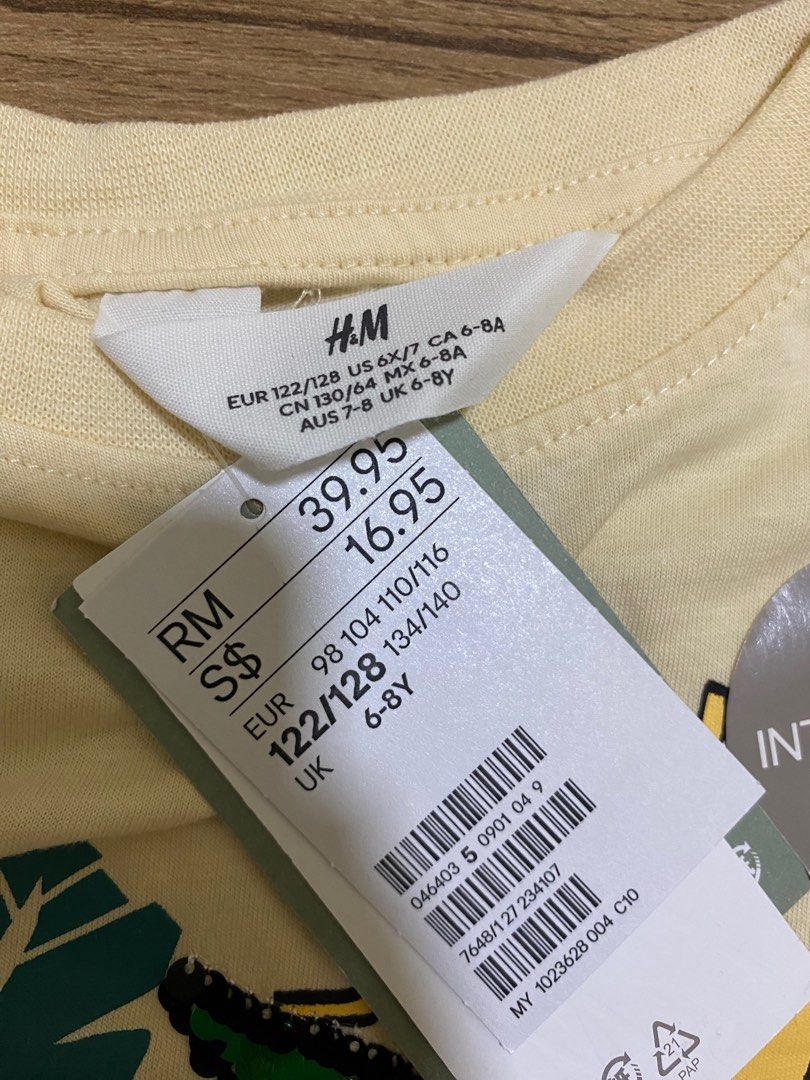 H&M
EUR 122/128 US 6X/7 CA 6-8A
CN 130/64 MX 6-8A
AUS 7-8 UK 6-8Y
RM 39.95
S$ 16.95
EUR 98 104 110/116
122/128 134/140
UK 6-8Y
046403 5 0901 04 9
7648/1 27 234107
MY 1023628 004 C10
INT
21
PAP